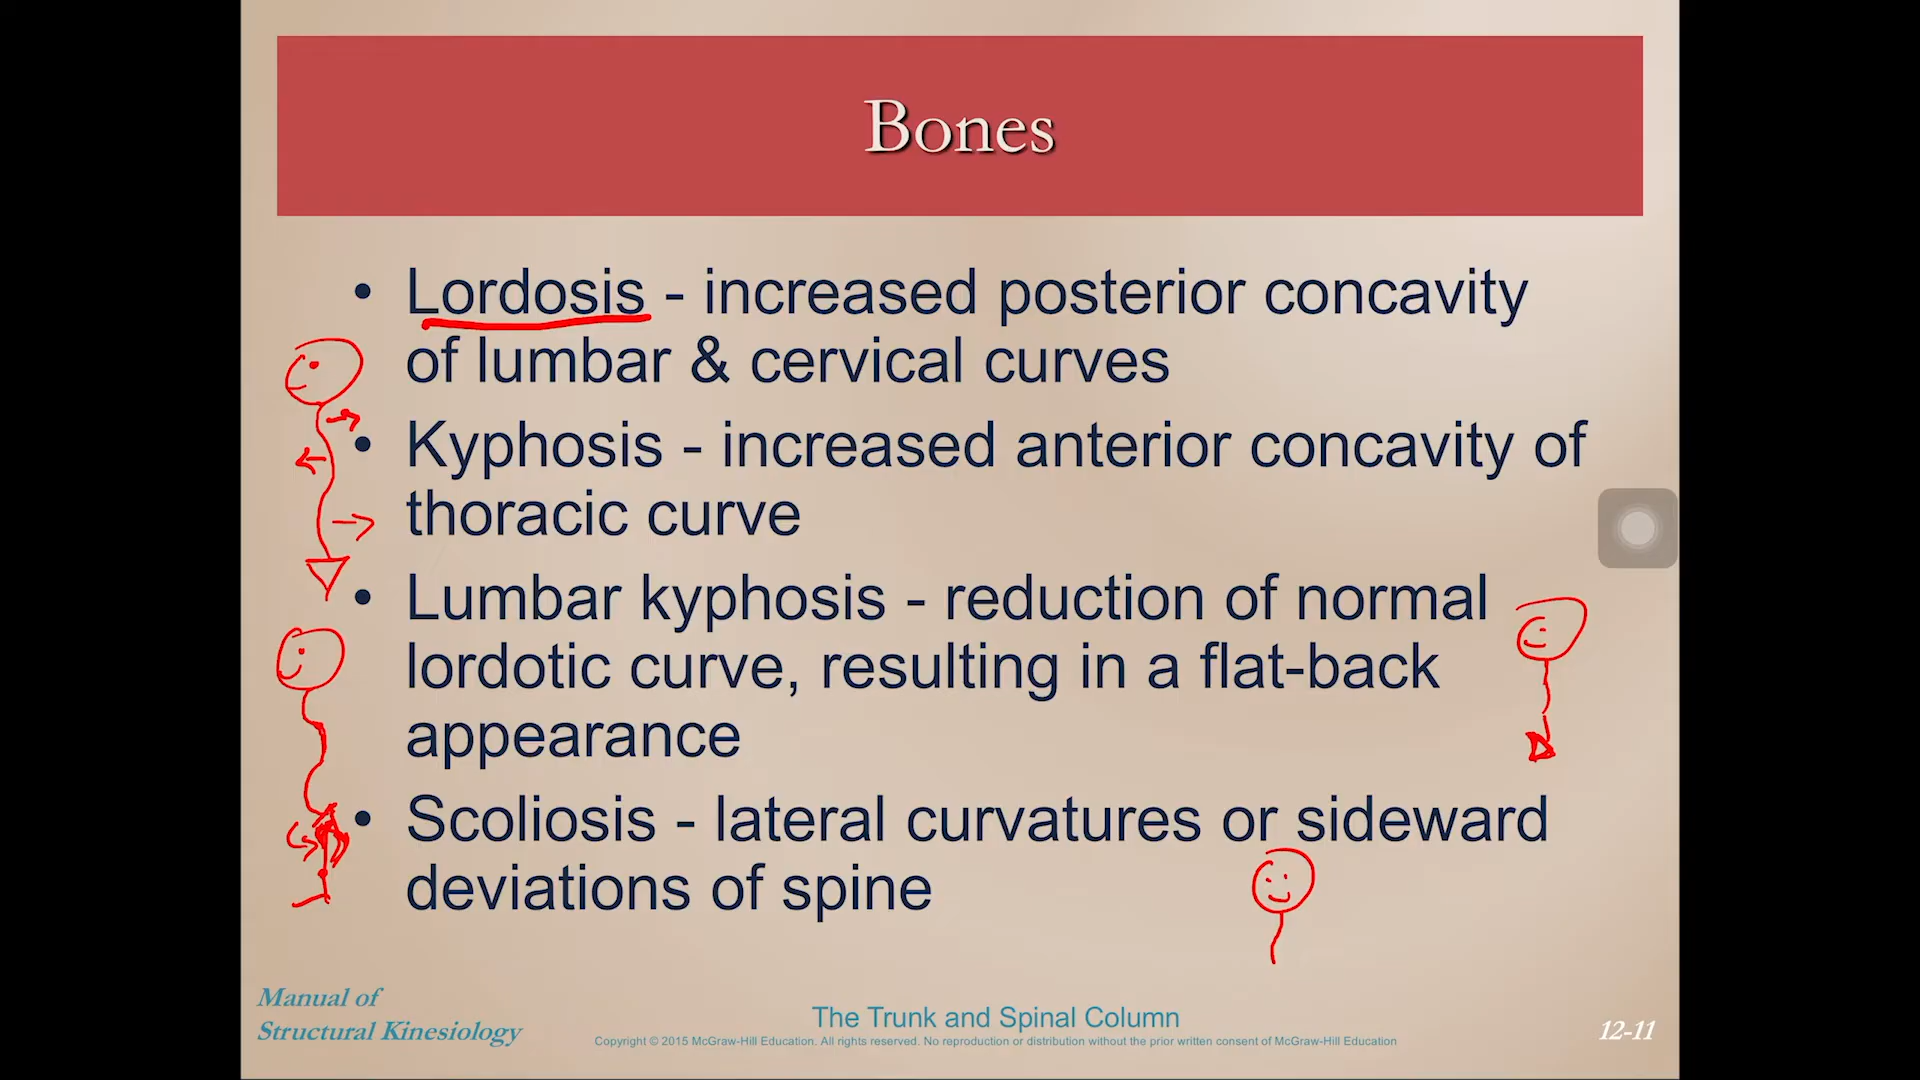 Bones
• Lordosis - increased posterior concavity
of lumbar & cervical curves
• Kyphosis - increased anterior concavity of
thoracic curve
• Lumbar kyphosis - reduction of normal
lordotic curve, resulting in a flat-back
appearance
• Scoliosis - lateral curvatures or sideward
deviations of spine
Manual of
Structural Kinesiology
The Trunk and Spinal Column
Copyright © 2015 McGraw-Hill Education. All rights reserved. No reproduction or distribution without the prior written consent of McGraw-Hill Education
12-11